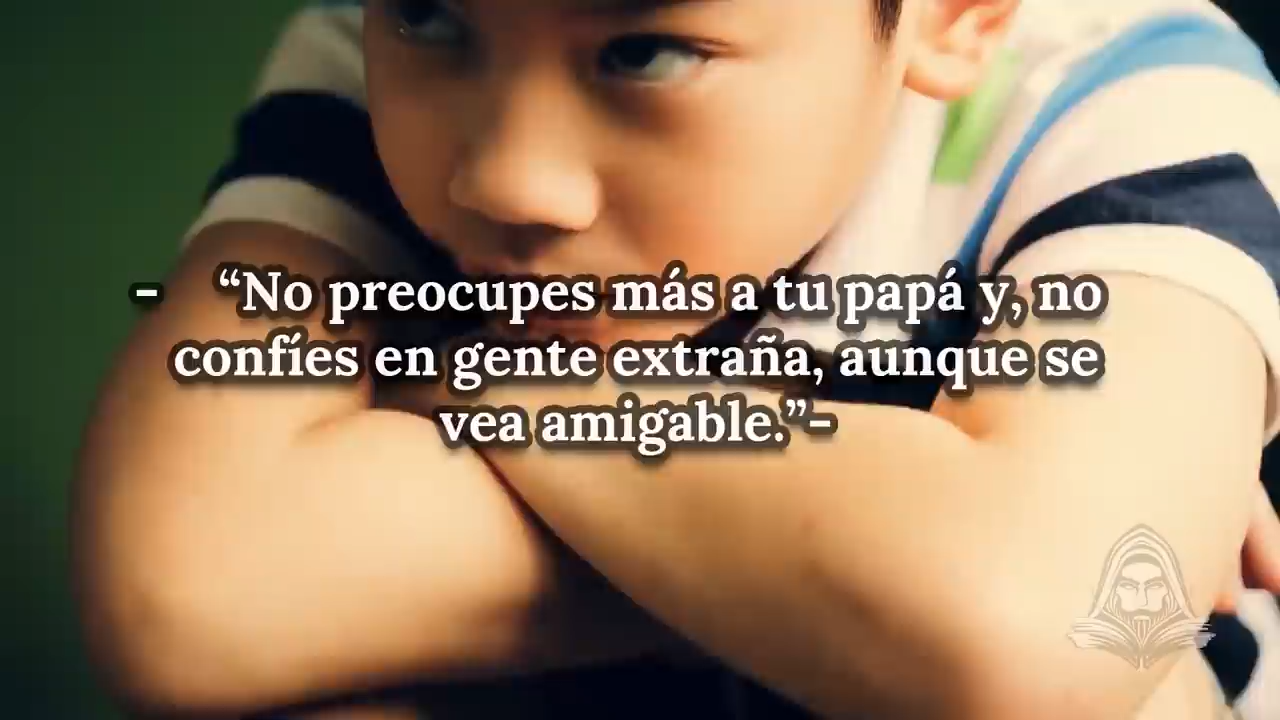 - “No preocupes más a tu papá y, no
confíes en gente extraña, aunque se
vea amigable.”-